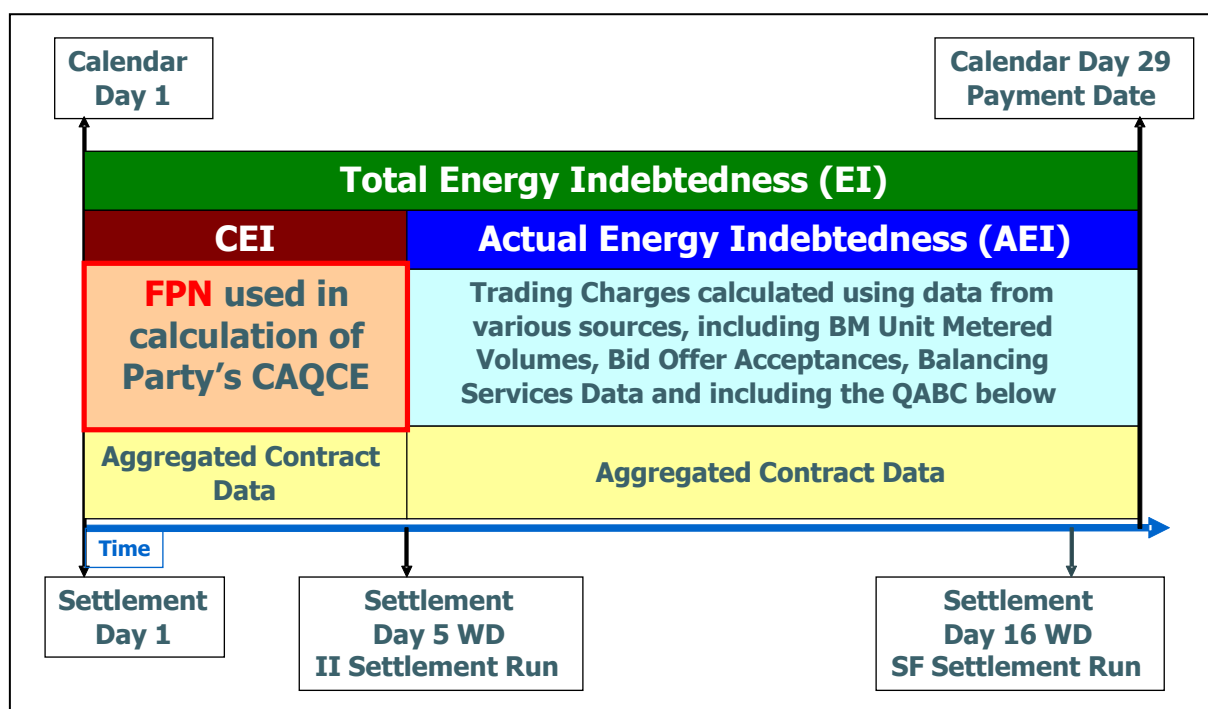 Calendar
Day 1
Calendar Day 29
Payment Date
Total Energy Indebtedness (EI)
CEI
Actual Energy Indebtedness (AEI)
FPN used in
calculation of
Party's CAQCE
Trading Charges calculated using data from
various sources, including BM Unit Metered
Volumes, Bid Offer Acceptances, Balancing
Services Data and including the QABC below
Aggregated Contract
Data
Aggregated Contract Data
Time
Settlement
Day 1
Settlement
Day 5 WD
II Settlement Run
Settlement
Day 16 WD
SF Settlement Run